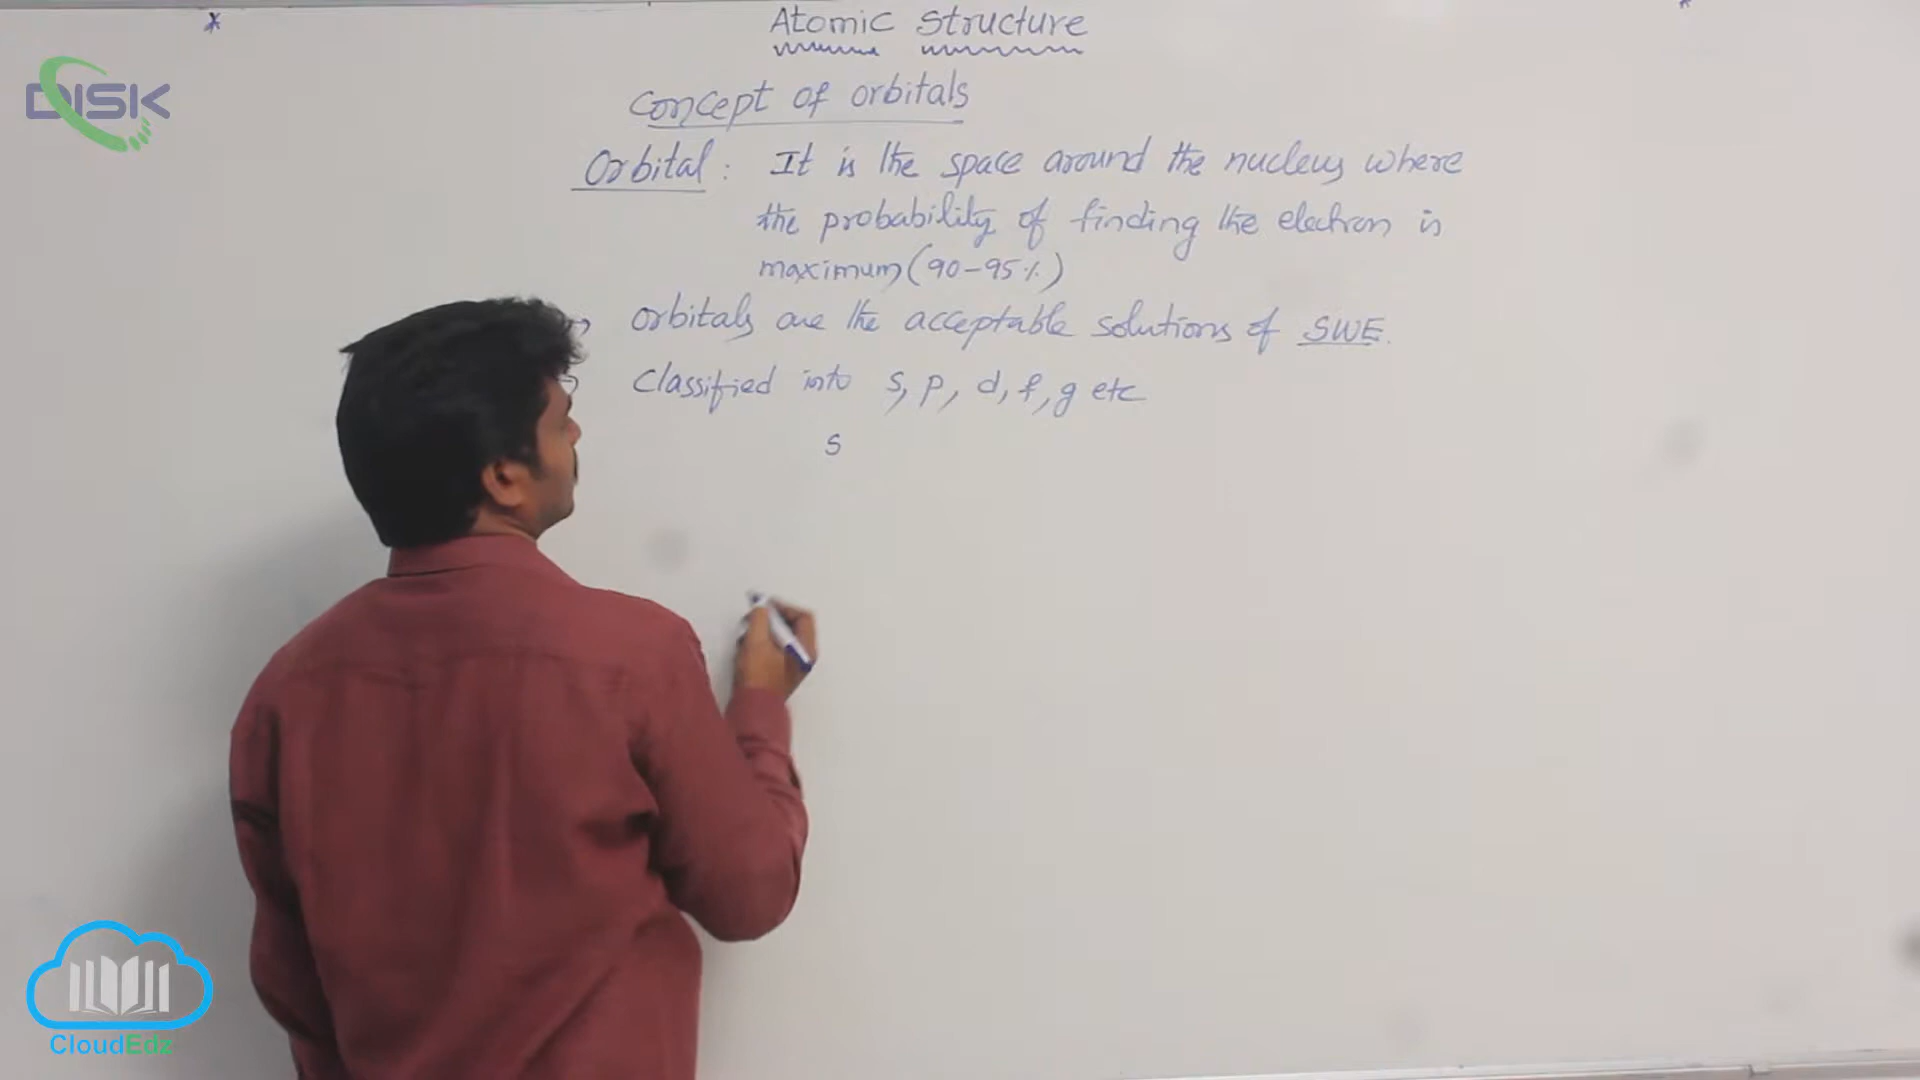 Atomic Structure
DISK
Concept of orbitals
Orbital : It is the space around the nucleus where
the probability of finding the electron is
maximum (90-95%)
→ Orbitals are the acceptable solutions of SWE.
→ Classified into s, p, d, f, g etc
s
CloudEdz